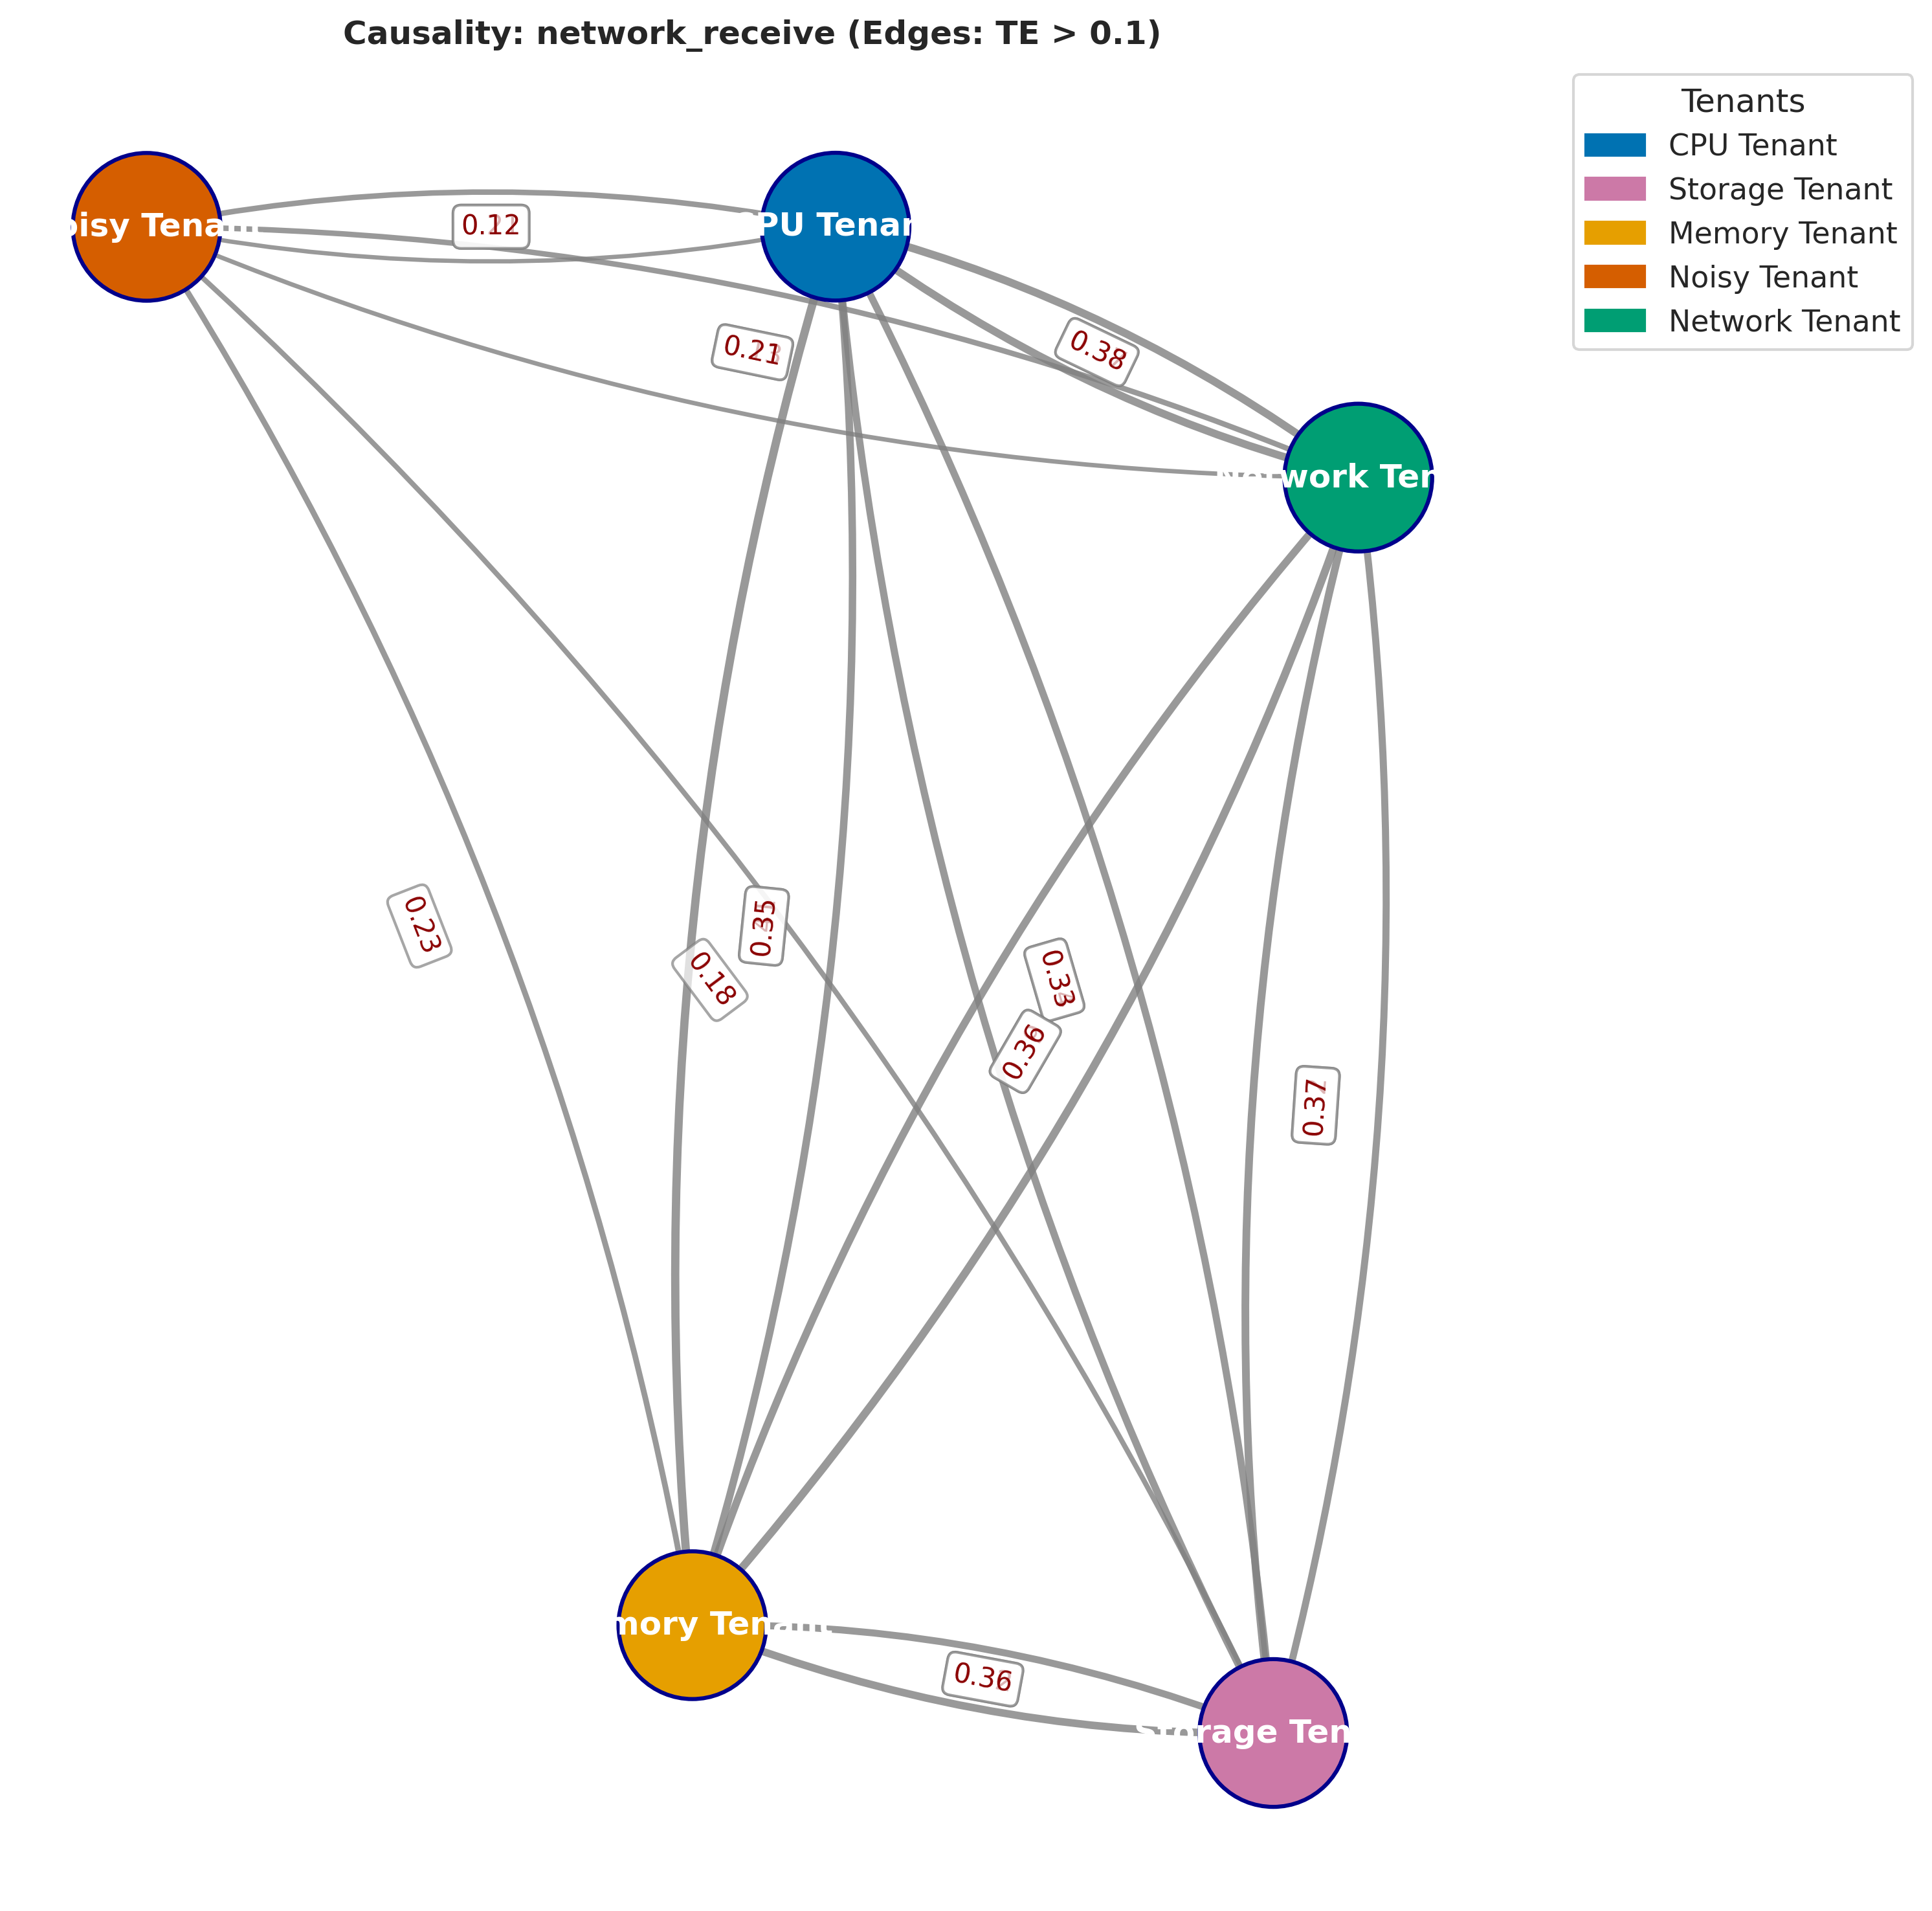 Causality: network_receive (Edges: TE > 0.1)
Tenants
CPU Tenant
Storage Tenant
Memory Tenant
Noisy Tenant
Network Tenant
oisy Tena
0.12
PU Tenan
0.21
0.38
work Ten
0.23
0.35
0.18
0.33
0.36
0.37
mory Ten
0.36
Storage Ten